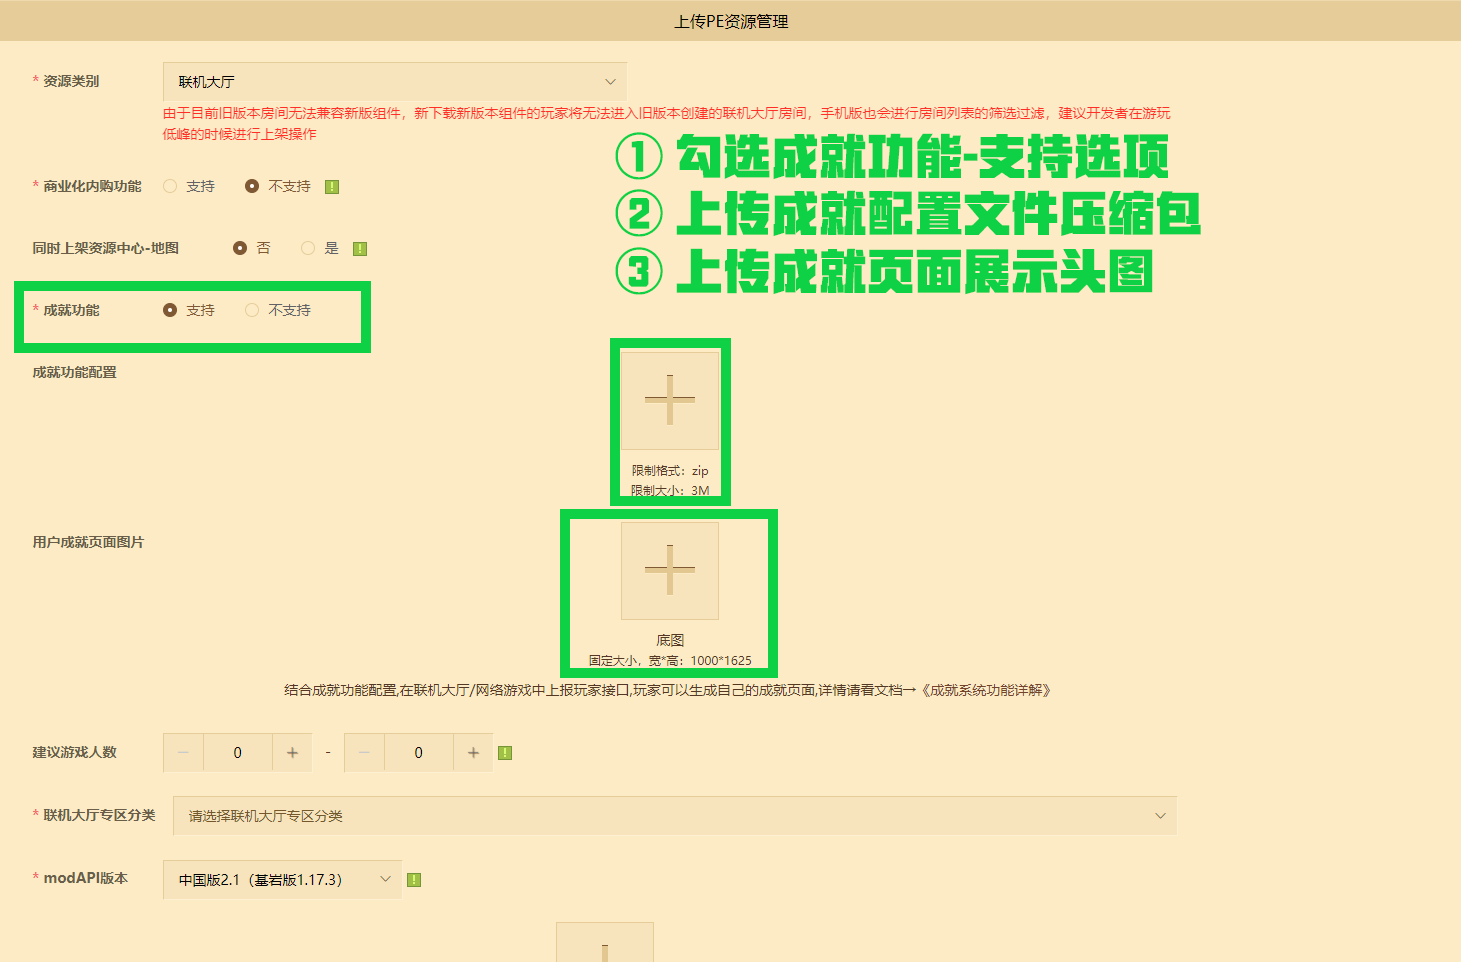 上传PE资源管理
* 资源类别 联机大厅
由于目前旧版本房间无法兼容新版组件，新下载新版本组件的玩家将无法进入旧版本创建的联机大厅房间，手机版也会进行房间列表的筛选过滤，建议开发者在游玩
低峰的时候进行上架操作
① 勾选成就功能-支持选项
* 商业化内购功能 支持 不支持 !
② 上传成就配置文件压缩包
同时上架资源中心-地图 否 是 !
③ 上传成就页面展示头图
* 成就功能 支持 不支持
成就功能配置
限制格式：zip
限制大小：3M
用户成就页面图片
底图
固定大小，宽*高：1000*1625
结合成就功能配置,在联机大厅/网络游戏中上报玩家接口,玩家可以生成自己的成就页面,详情请看文档→《成就系统功能详解》
建议游戏人数 − 0 + - − 0 + !
* 联机大厅专区分类 请选择联机大厅专区分类
* modAPI版本 中国版2.1（基岩版1.17.3） !